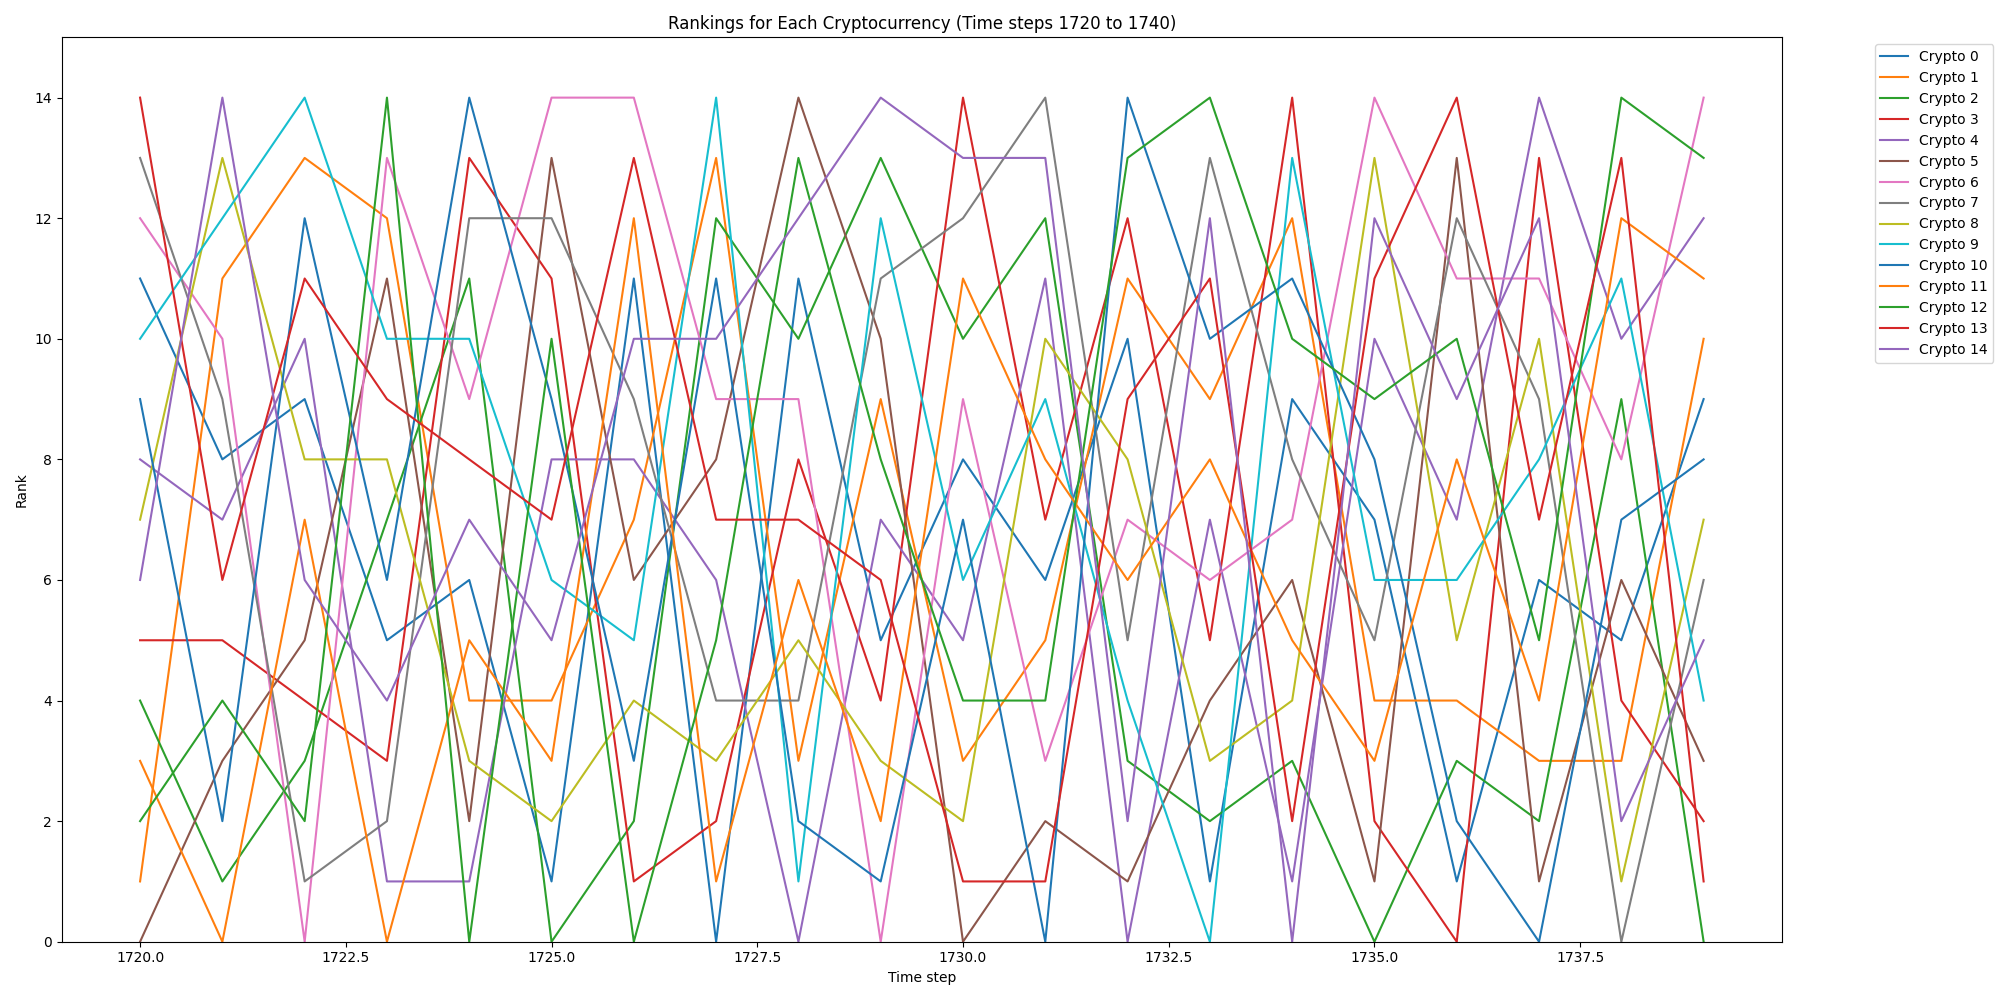 Rankings for Each Cryptocurrency (Time steps 1720 to 1740)
Rank
14
12
10
8
6
4
2
0
1720.0 1722.5 1725.0 1727.5 1730.0 1732.5 1735.0 1737.5
Time step
Crypto 0
Crypto 1
Crypto 2
Crypto 3
Crypto 4
Crypto 5
Crypto 6
Crypto 7
Crypto 8
Crypto 9
Crypto 10
Crypto 11
Crypto 12
Crypto 13
Crypto 14